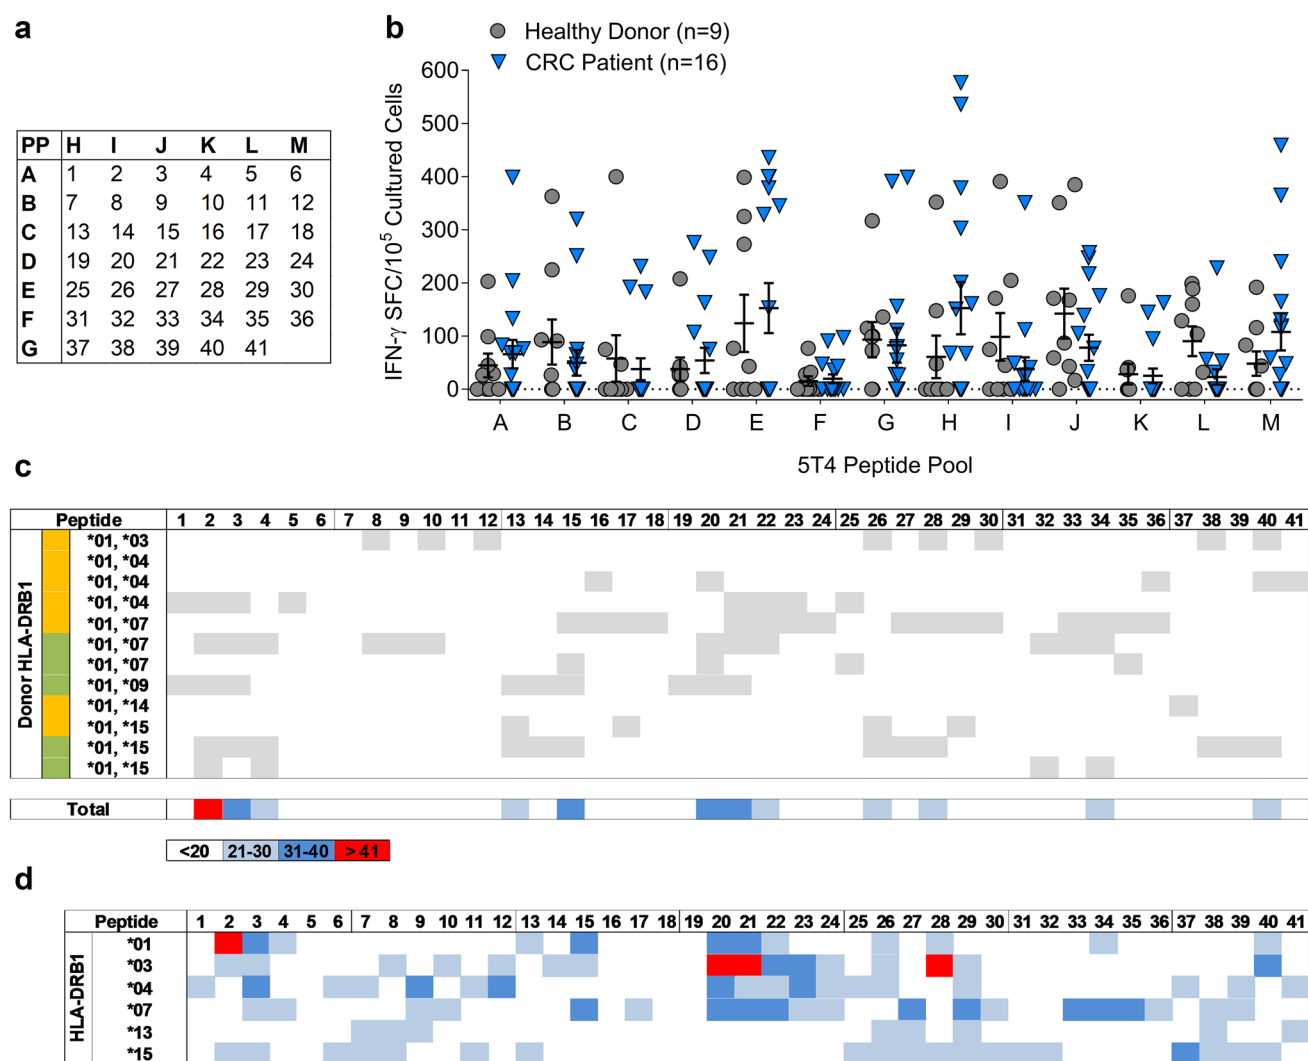 a
PP H I J K L M
A 1 2 3 4 5 6
B 7 8 9 10 11 12
C 13 14 15 16 17 18
D 19 20 21 22 23 24
E 25 26 27 28 29 30
F 31 32 33 34 35 36
G 37 38 39 40 41
b
Healthy Donor (n=9)
CRC Patient (n=16)
IFN-γ SFC/10⁵ Cultured Cells
600
500
400
300
200
100
0
A B C D E F G H I J K L M
5T4 Peptide Pool
c
Peptide 1 2 3 4 5 6 7 8 9 10 11 12 13 14 15 16 17 18 19 20 21 22 23 24 25 26 27 28 29 30 31 32 33 34 35 36 37 38 39 40 41
Donor HLA-DRB1
*01, *03
*01, *04
*01, *04
*01, *04
*01, *07
*01, *07
*01, *07
*01, *09
*01, *14
*01, *15
*01, *15
*01, *15
Total
<20 21-30 31-40 > 41
d
Peptide 1 2 3 4 5 6 7 8 9 10 11 12 13 14 15 16 17 18 19 20 21 22 23 24 25 26 27 28 29 30 31 32 33 34 35 36 37 38 39 40 41
HLA-DRB1
*01
*03
*04
*07
*13
*15